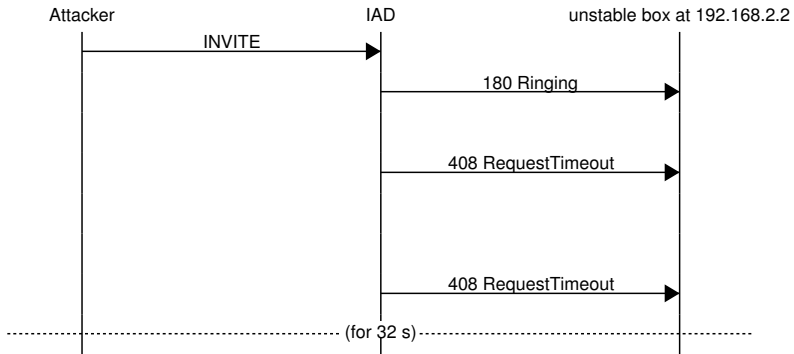 Attacker IAD unstable box at 192.168.2.2
INVITE
180 Ringing
408 RequestTimeout
408 RequestTimeout
(for 32 s)